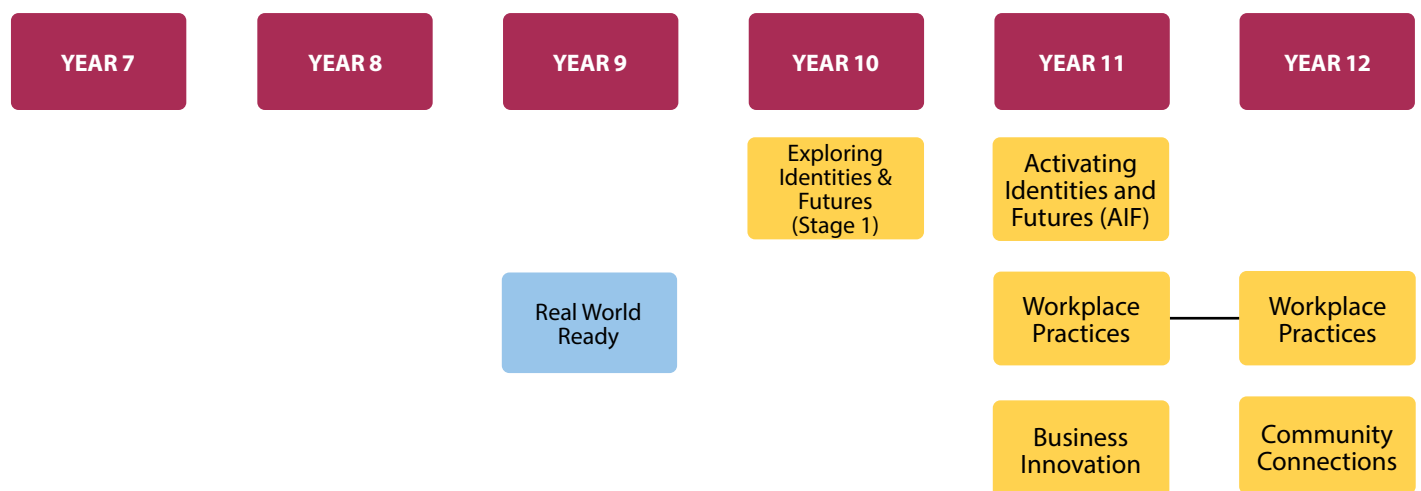 YEAR 7
YEAR 8
YEAR 9
YEAR 10
YEAR 11
YEAR 12
Exploring
Identities &
Futures
(Stage 1)
Activating
Identities and
Futures (AIF)
Real World
Ready
Workplace
Practices
Workplace
Practices
Business
Innovation
Community
Connections